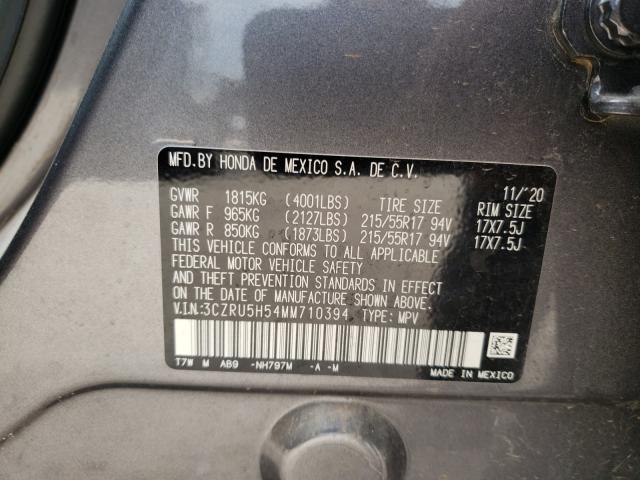 MFD.BY HONDA DE MEXICO S.A. DE C.V.
11/'20
GVWR 1815KG (4001LBS) TIRE SIZE RIM SIZE
GAWR F 965KG (2127LBS) 215/55R17 94V 17X7.5J
GAWR R 850KG (1873LBS) 215/55R17 94V 17X7.5J
THIS VEHICLE CONFORMS TO ALL APPLICABLE
FEDERAL MOTOR VEHICLE SAFETY
AND THEFT PREVENTION STANDARDS IN EFFECT
ON THE DATE OF MANUFACTURE SHOWN ABOVE.
V.I.N:3CZRU5H54MM710394 TYPE: MPV
T7W M AB9 -NH797M -A -M
MADE IN MEXICO